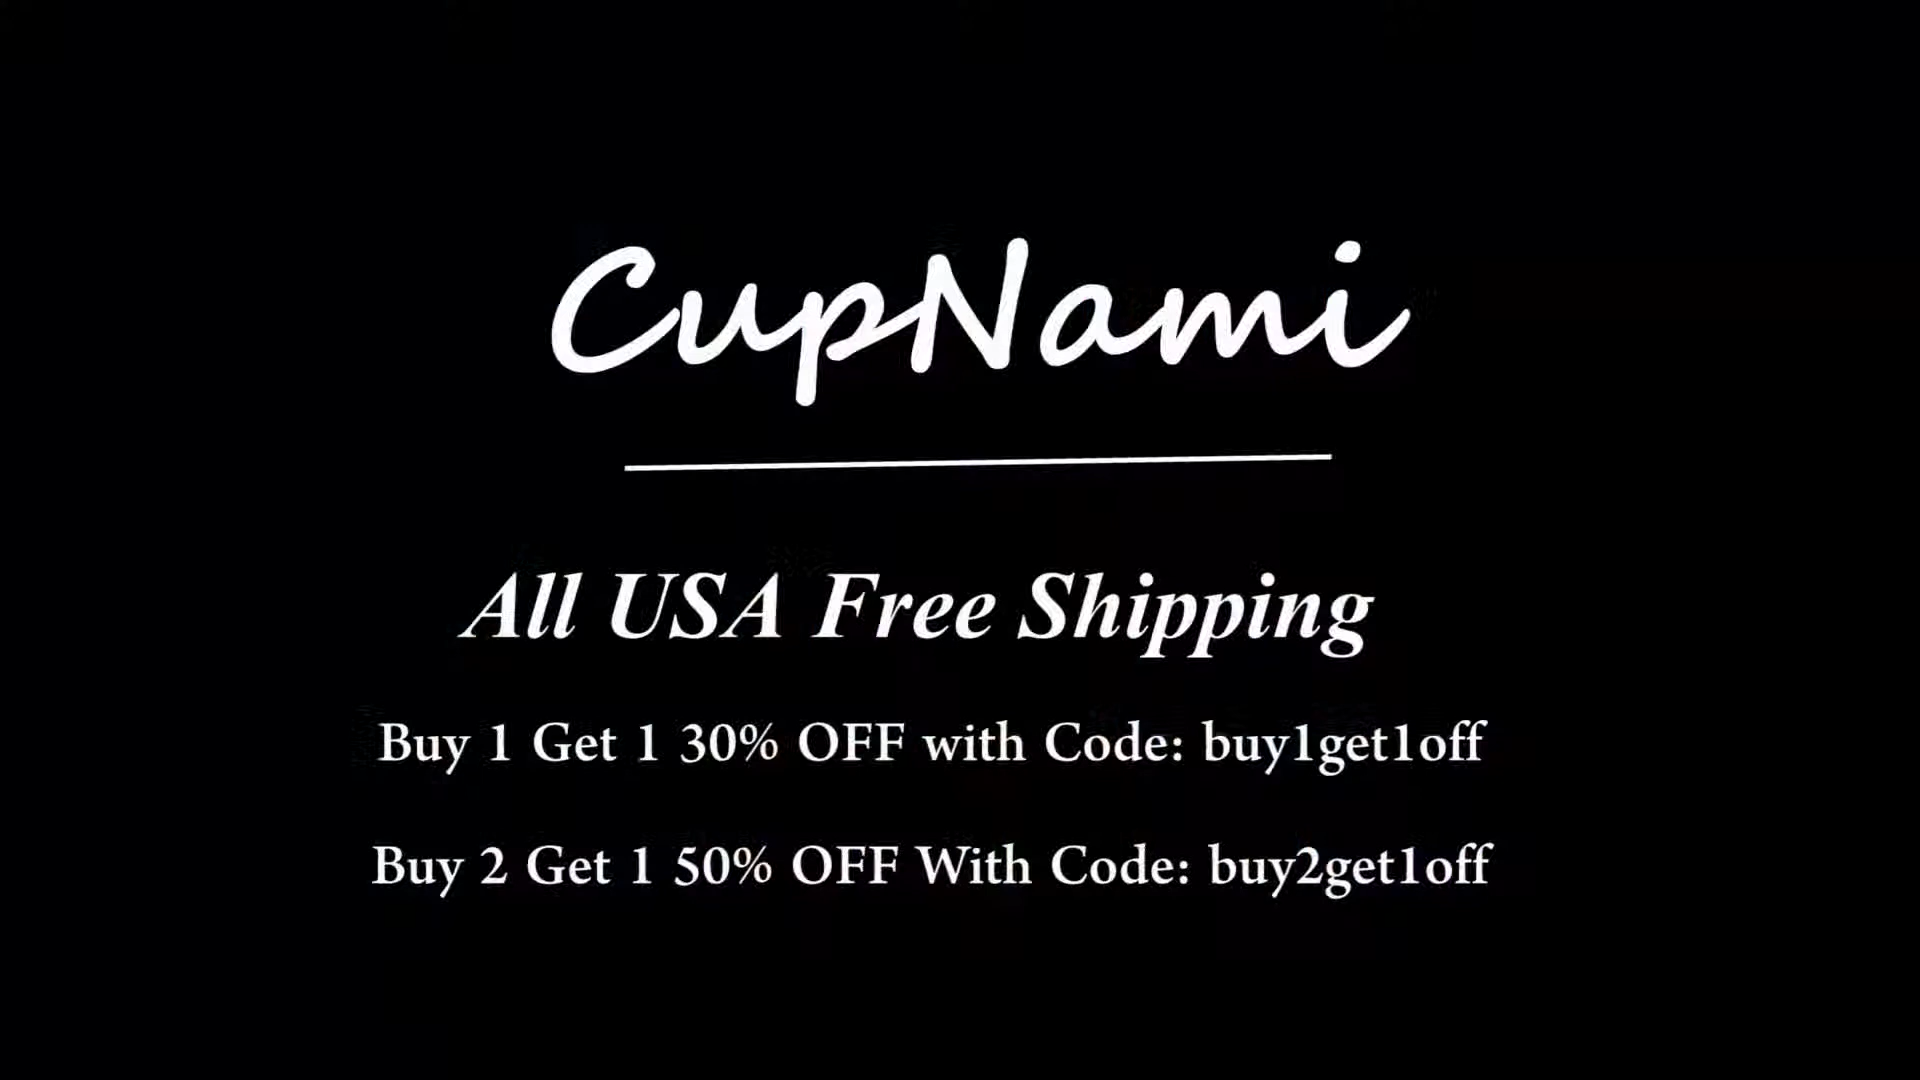 CupNami
All USA Free Shipping
Buy 1 Get 1 30% OFF with Code: buy1get1off
Buy 2 Get 1 50% OFF With Code: buy2get1off